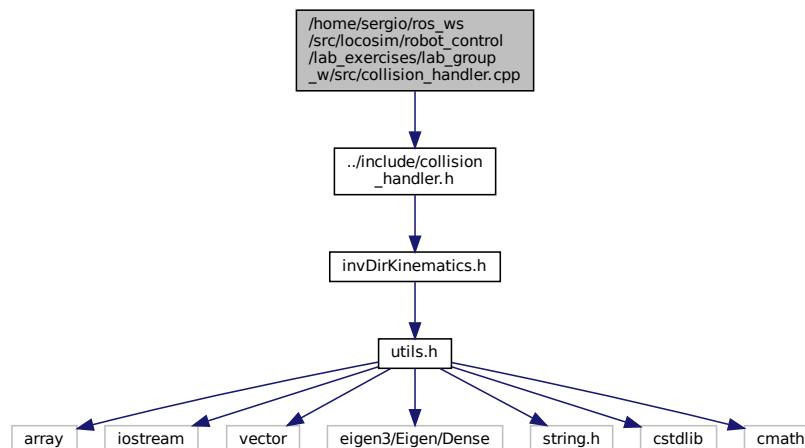 /home/sergio/ros_ws
/src/locosim/robot_control
/lab_exercises/lab_group
_w/src/collision_handler.cpp
../include/collision
_handler.h
invDirKinematics.h
utils.h
array
iostream
vector
eigen3/Eigen/Dense
string.h
cstdlib
cmath